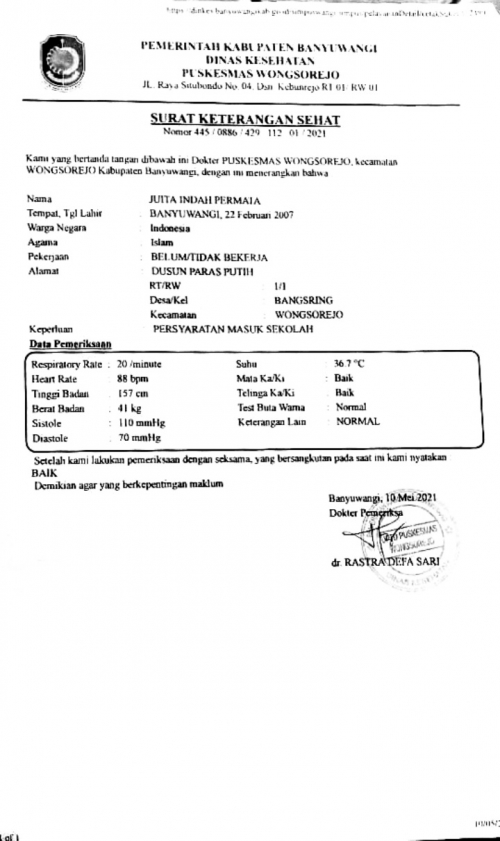 PEMERINTAH KABUPATEN BANYUWANGI
DINAS KESEHATAN
PUSKESMAS WONGSOREJO
JL. Raya Situbondo No. 04. Dsn. Kebunrejo RT 01/ RW 01
SURAT KETERANGAN SEHAT
Nomor 445 / 0886 / 429 . 112 . 01 / 2021
Kami yang bertanda tangan dibawah ini Dokter PUSKESMAS WONGSOREJO, kecamatan
WONGSOREJO Kabupaten Banyuwangi, dengan ini menerangkan bahwa
Nama : JUITA INDAH PERMATA
Tempat, Tgl Lahir : BANYUWANGI, 22 Februari 2007
Warga Negara : Indonesia
Agama : Islam
Pekerjaan : BELUM/TIDAK BEKERJA
Alamat : DUSUN PARAS PUTIH
RT/RW : 1/1
Desa/Kel : BANGSRING
Kecamatan : WONGSOREJO
Keperluan : PERSYARATAN MASUK SEKOLAH
Data Pemeriksaan
Respiratory Rate : 20 /minute Suhu : 36.7 °C
Heart Rate : 88 bpm Mata Ka/Ki : Baik
Tinggi Badan : 157 cm Telinga Ka/Ki : Baik
Berat Badan : 41 kg Test Buta Warna : Normal
Sistole : 110 mmHg Keterangan Lain : NORMAL
Diastole : 70 mmHg
Setelah kami lakukan pemeriksaan dengan seksama, yang bersangkutan pada saat ini kami nyatakan
BAIK
Demikian agar yang berkepentingan maklum
Banyuwangi, 10 Mei 2021
Dokter Pemeriksa
PUSKESMAS
WONGSOREJO
dr. RASTRA DEFA SARI
1 of 1